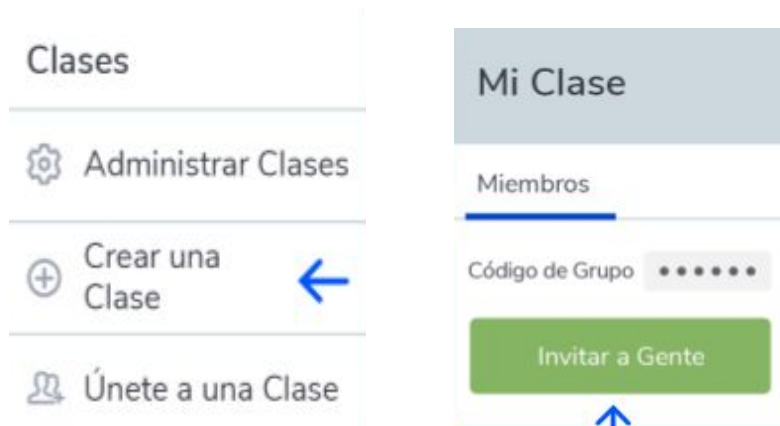 Clases
Administrar Clases
Crear una
Clase
Únete a una Clase
Mi Clase
Miembros
Código de Grupo ••••••
Invitar a Gente